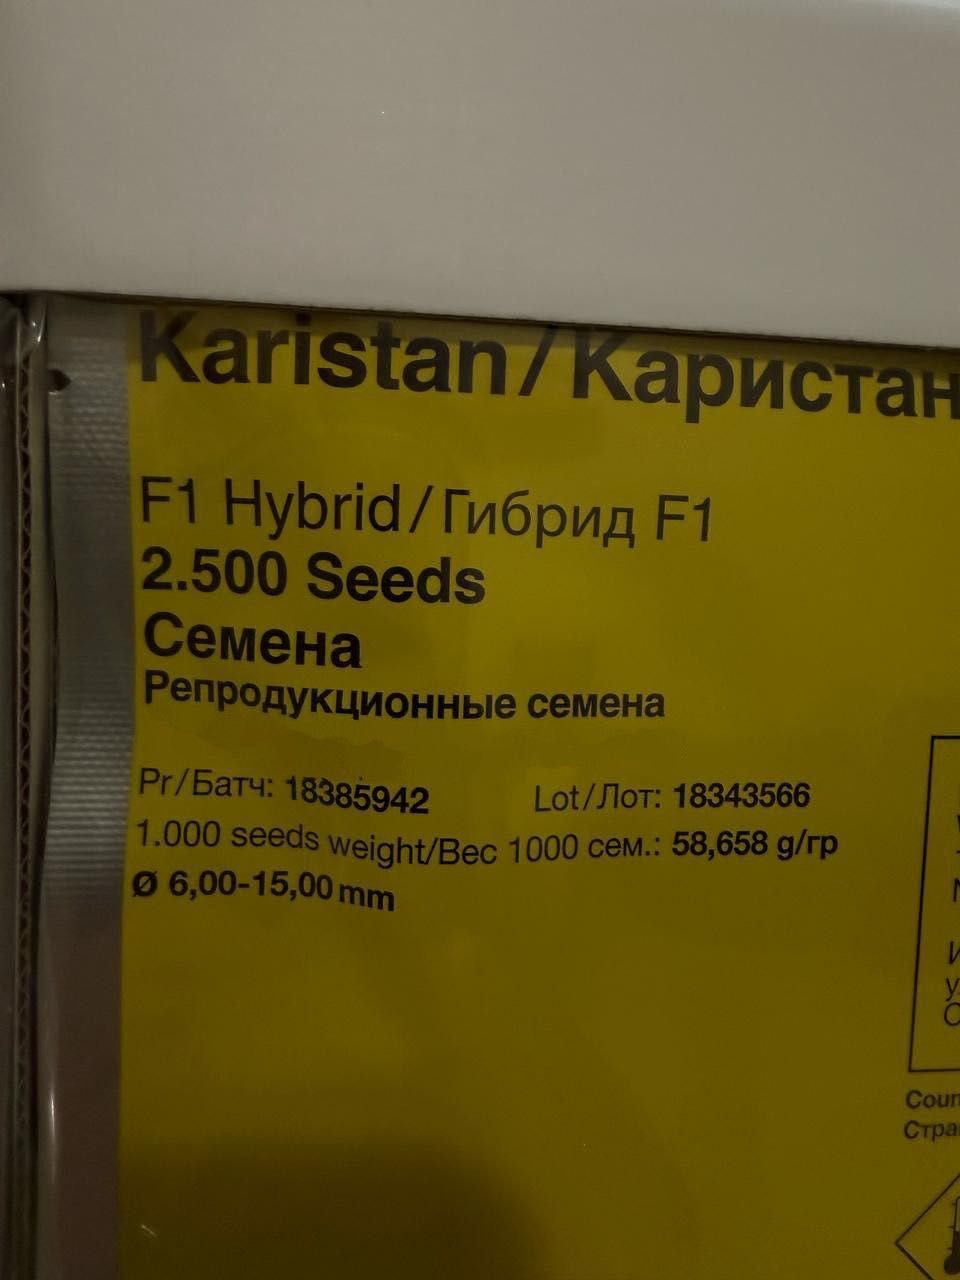 Karistan/Каристан
F1 Hybrid/Гибрид F1
2.500 Seeds
Семена
Репродукционные семена
Pr/Батч: 18385942 Lot/Лот: 18343566
1.000 seeds weight/Вес 1000 сем.: 58,658 g/гр
Ø 6,00-15,00 mm